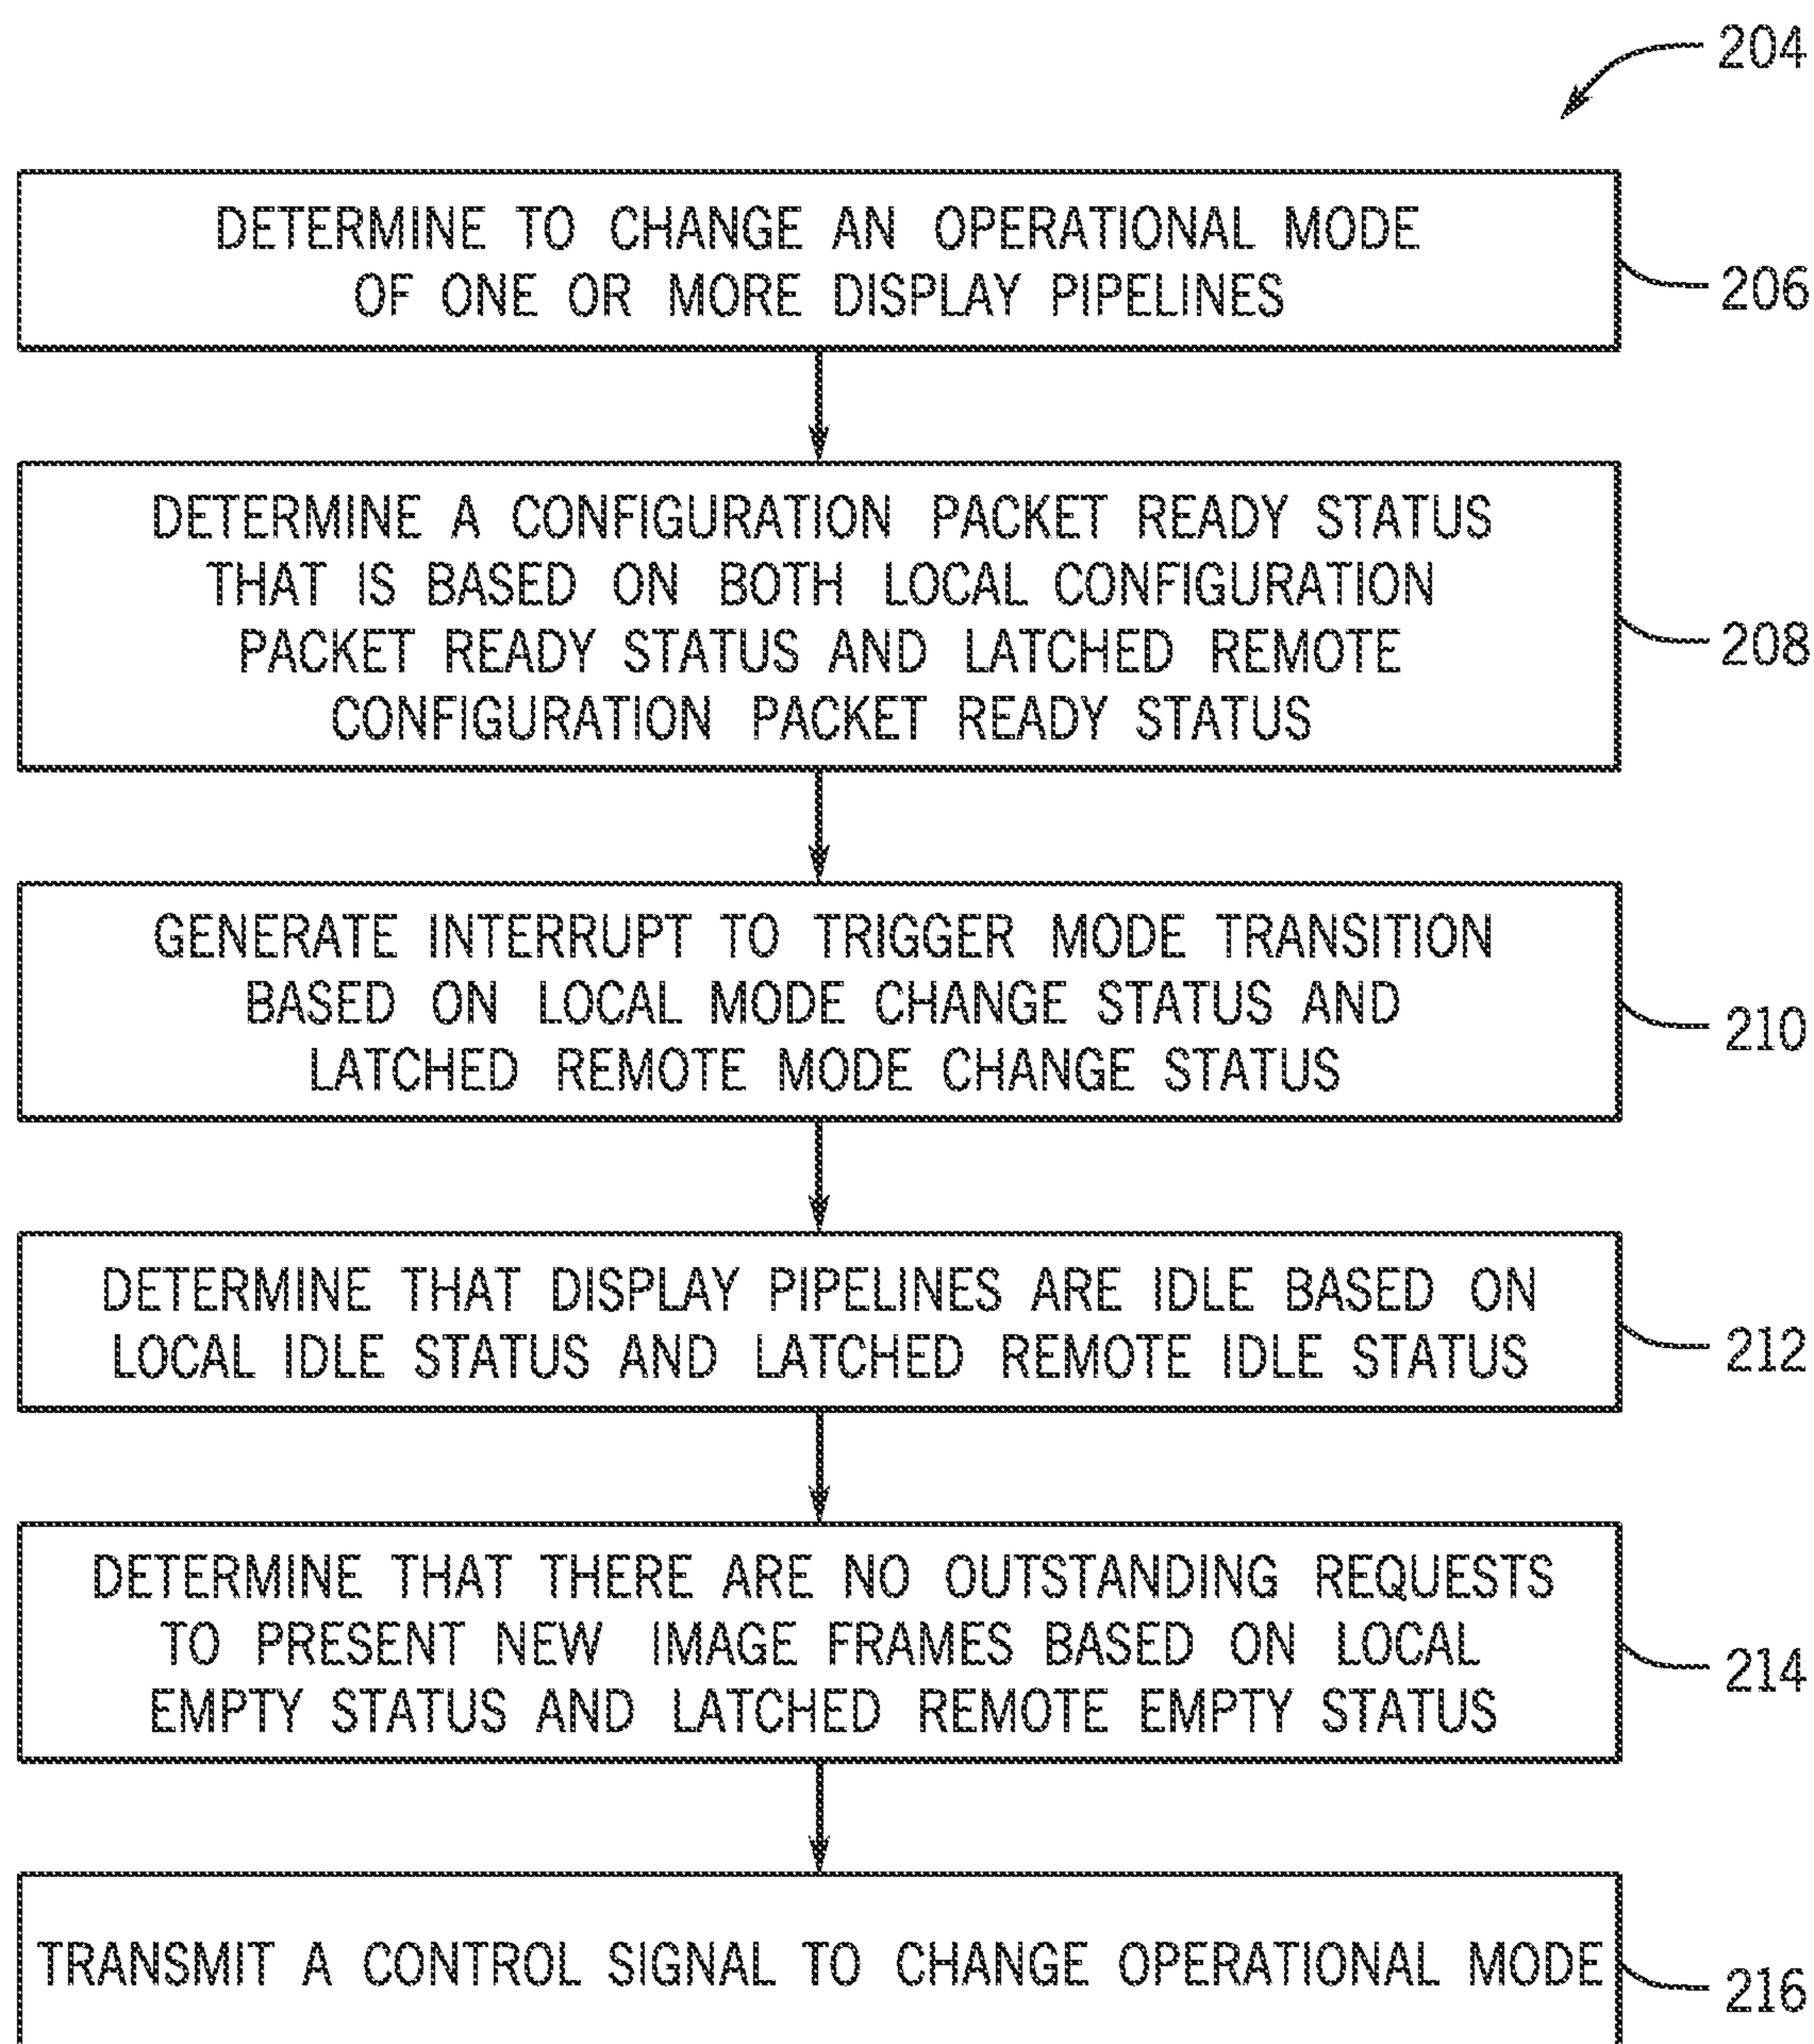 204
DETERMINE TO CHANGE AN OPERATIONAL MODE
OF ONE OR MORE DISPLAY PIPELINES
206
DETERMINE A CONFIGURATION PACKET READY STATUS
THAT IS BASED ON BOTH LOCAL CONFIGURATION
PACKET READY STATUS AND LATCHED REMOTE
CONFIGURATION PACKET READY STATUS
208
GENERATE INTERRUPT TO TRIGGER MODE TRANSITION
BASED ON LOCAL MODE CHANGE STATUS AND
LATCHED REMOTE MODE CHANGE STATUS
210
DETERMINE THAT DISPLAY PIPELINES ARE IDLE BASED ON
LOCAL IDLE STATUS AND LATCHED REMOTE IDLE STATUS
212
DETERMINE THAT THERE ARE NO OUTSTANDING REQUESTS
TO PRESENT NEW IMAGE FRAMES BASED ON LOCAL
EMPTY STATUS AND LATCHED REMOTE EMPTY STATUS
214
TRANSMIT A CONTROL SIGNAL TO CHANGE OPERATIONAL MODE
216